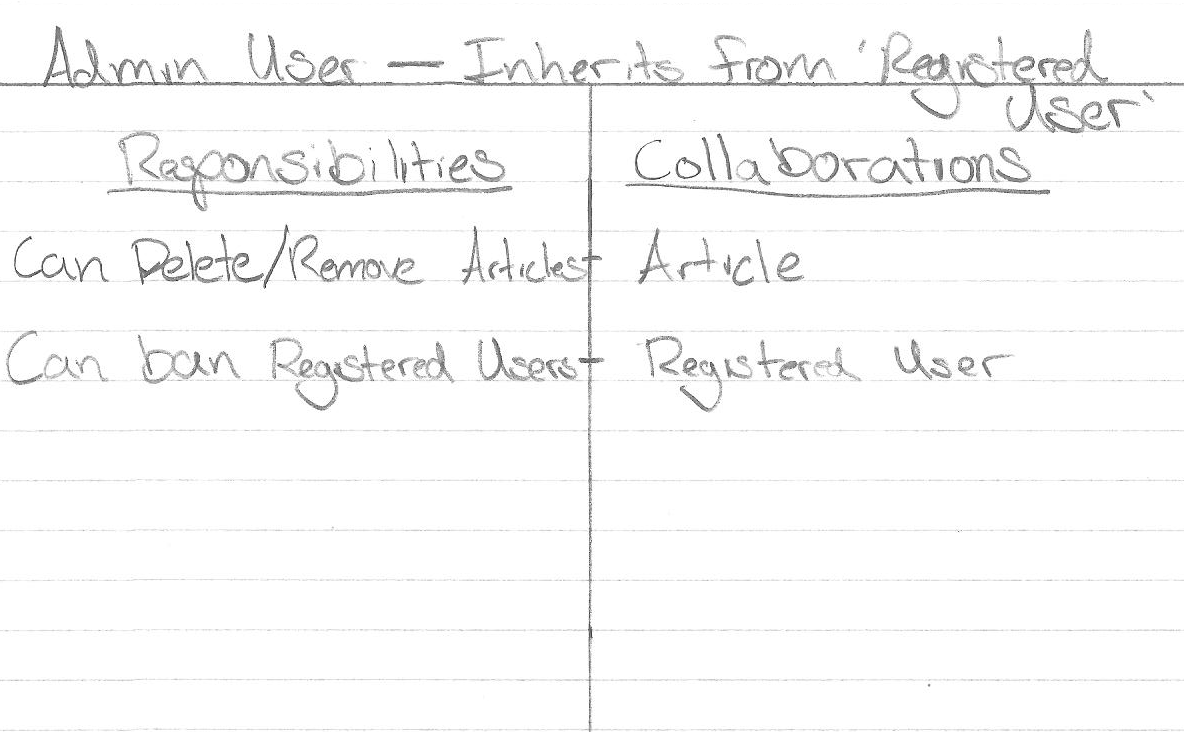 Admin User — Inherits from 'Registered
User'
Responsibilities Collaborations
Can Delete/Remove Articles - Article
Can ban Registered Users - Registered User